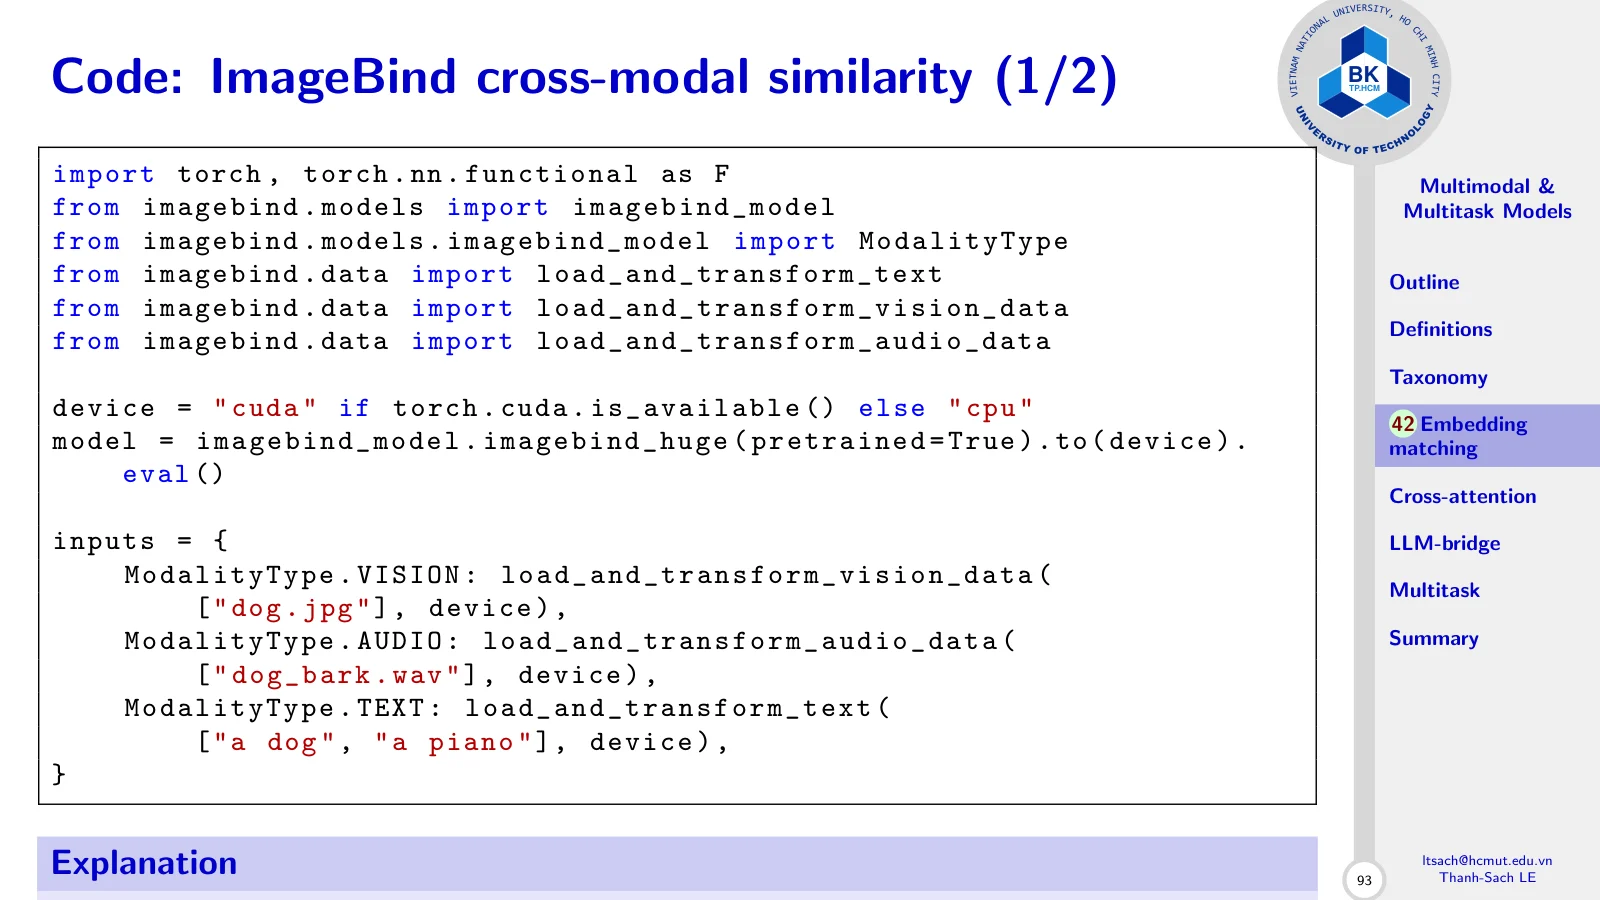 Code: ImageBind cross-modal similarity (1/2)
import torch, torch.nn.functional as F
from imagebind.models import imagebind_model
from imagebind.models.imagebind_model import ModalityType
from imagebind.data import load_and_transform_text
from imagebind.data import load_and_transform_vision_data
from imagebind.data import load_and_transform_audio_data
device = "cuda" if torch.cuda.is_available() else "cpu"
model = imagebind_model.imagebind_huge(pretrained=True).to(device).
eval()
inputs = {
ModalityType.VISION: load_and_transform_vision_data(
["dog.jpg"], device),
ModalityType.AUDIO: load_and_transform_audio_data(
["dog_bark.wav"], device),
ModalityType.TEXT: load_and_transform_text(
["a dog", "a piano"], device),
}
Explanation
VIETNAM NATIONAL UNIVERSITY, HO CHI MINH CITY
BK
TP.HCM
UNIVERSITY OF TECHNOLOGY
Multimodal &
Multitask Models
Outline
Definitions
Taxonomy
42 Embedding
matching
Cross-attention
LLM-bridge
Multitask
Summary
ltsach@hcmut.edu.vn
Thanh-Sach LE
93